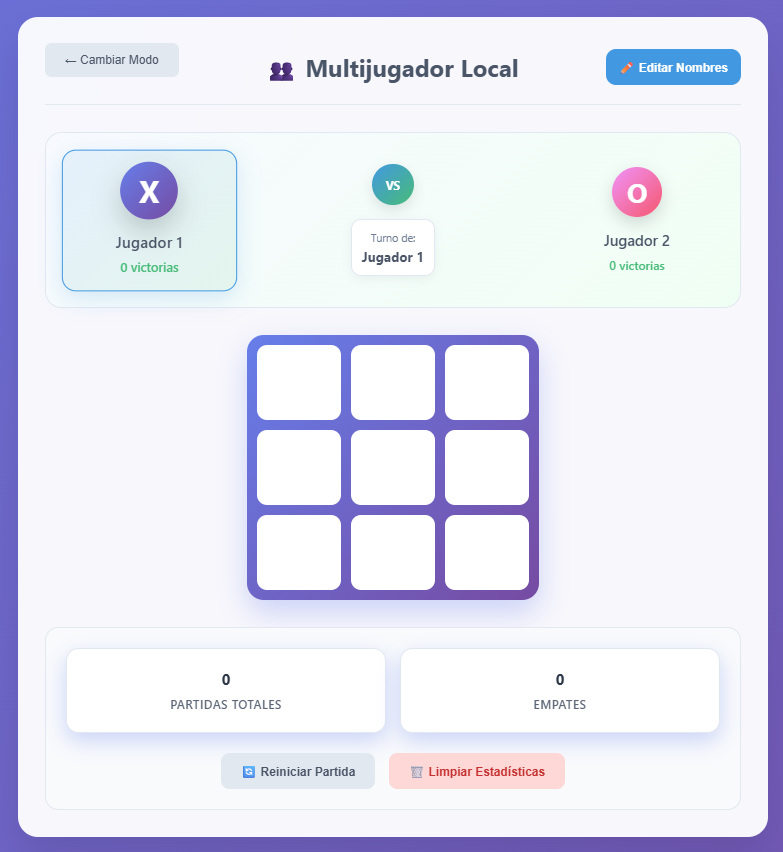 ← Cambiar Modo
Multijugador Local
Editar Nombres
X
Jugador 1
0 victorias
VS
Turno de:
Jugador 1
O
Jugador 2
0 victorias
0
PARTIDAS TOTALES
0
EMPATES
Reiniciar Partida
Limpiar Estadísticas